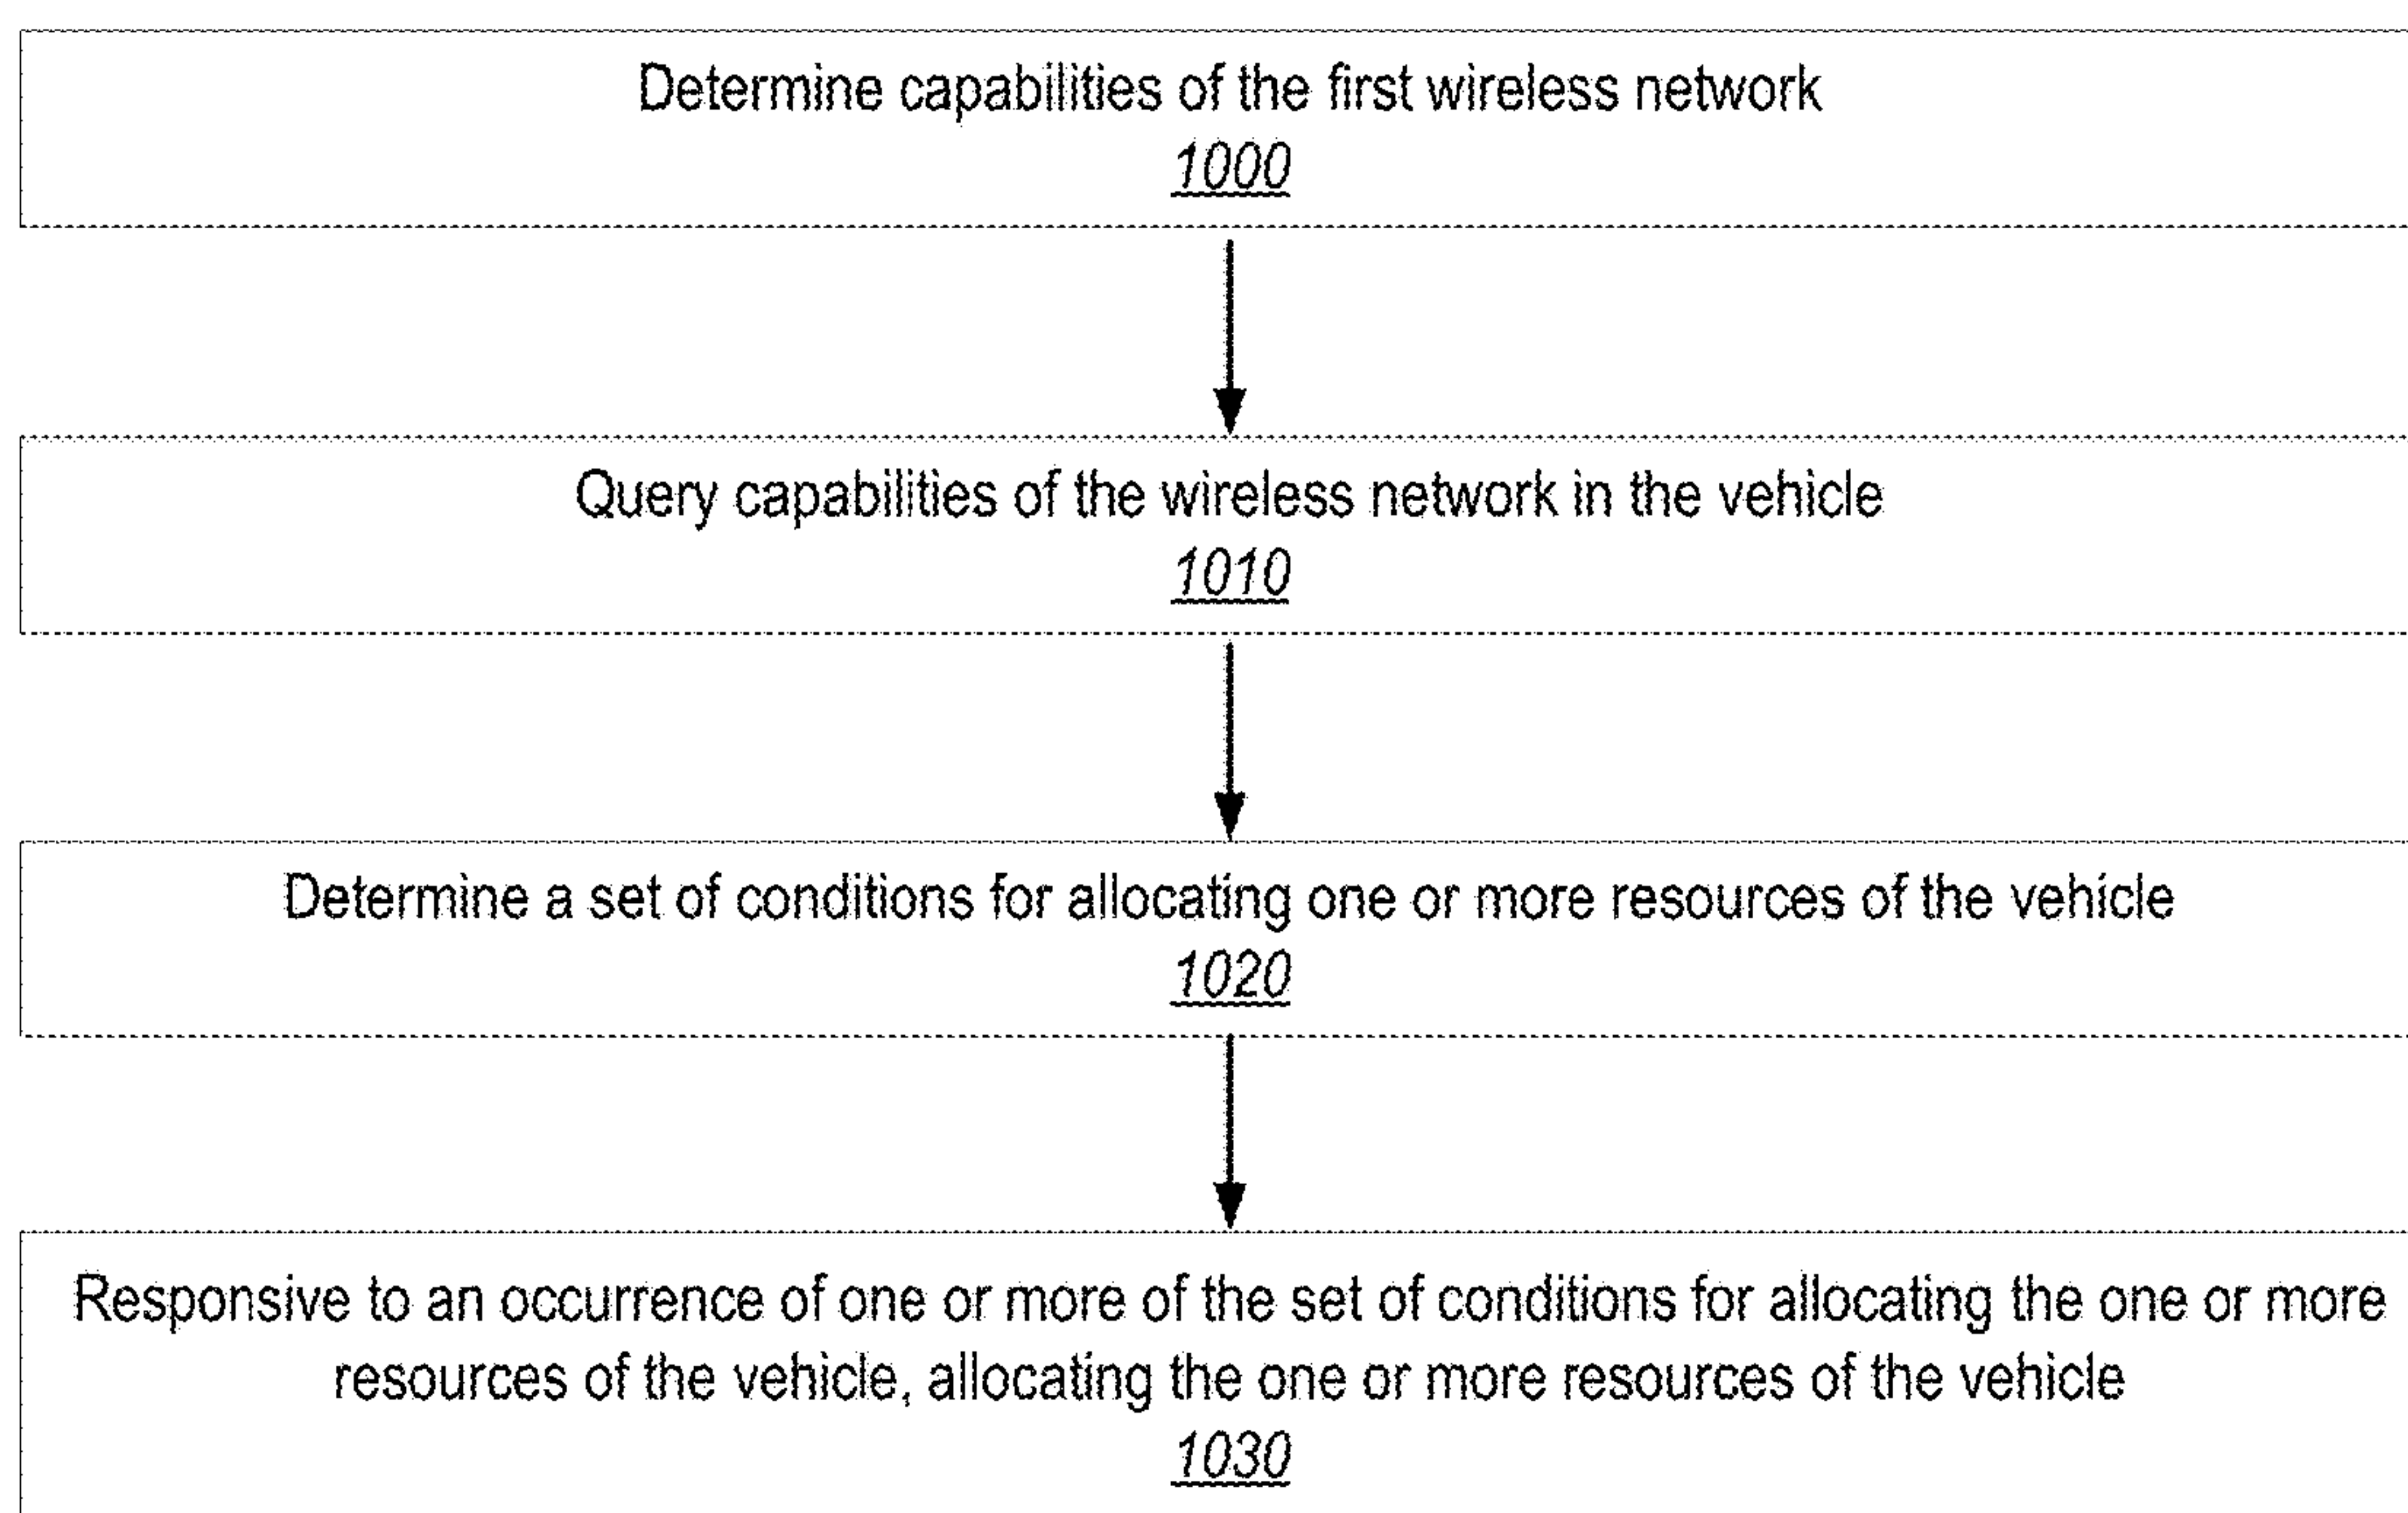 Determine capabilities of the first wireless network
1000
Query capabilities of the wireless network in the vehicle
1010
Determine a set of conditions for allocating one or more resources of the vehicle
1020
Responsive to an occurrence of one or more of the set of conditions for allocating the one or more
resources of the vehicle, allocating the one or more resources of the vehicle
1030